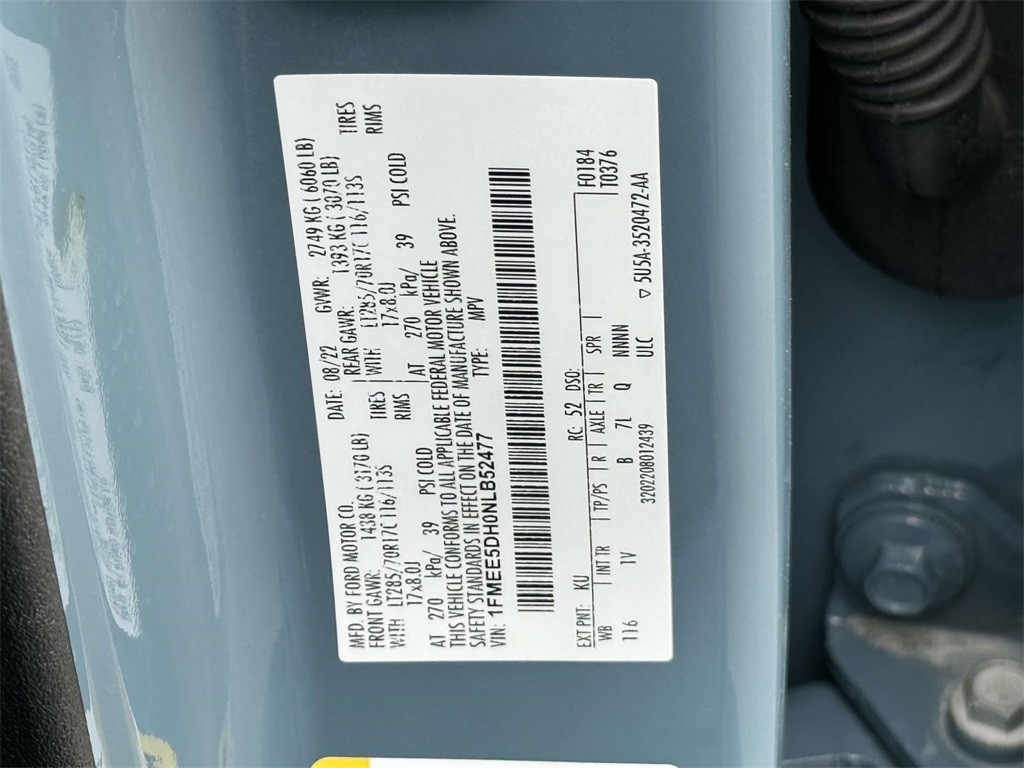 MFD. BY FORD MOTOR CO. DATE: 08/22 GVWR: 2749 KG ( 6060 LB)
FRONT GAWR: 1438 KG ( 3170 LB) REAR GAWR: 1393 KG ( 3070 LB)
WITH LT285/70R17C 116/113S TIRES WITH LT285/70R17C 116/113S TIRES
17x8.0J RIMS 17x8.0J RIMS
AT 270 kPa/ 39 PSI COLD AT 270 kPa/ 39 PSI COLD
THIS VEHICLE CONFORMS TO ALL APPLICABLE FEDERAL MOTOR VEHICLE
SAFETY STANDARDS IN EFFECT ON THE DATE OF MANUFACTURE SHOWN ABOVE.
VIN: 1FMEE5DH0NLB52477 TYPE: MPV
EXT PNT: KU RC: 52 DSO: F0184
WB INT TR TP/PS R AXLE TR SPR T0376
116 TV B 7L Q NNNN
3202208012439 ULC ▽ 5U5A-3520472-AA